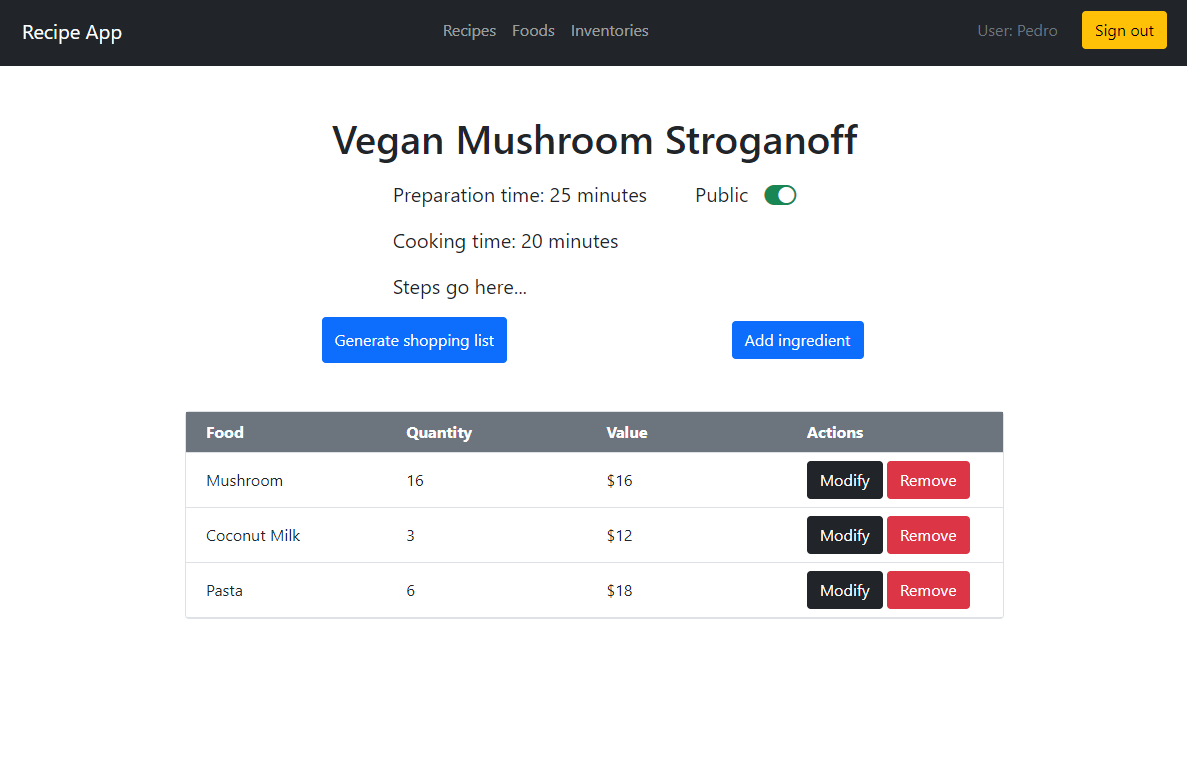 Recipe App Recipes Foods Inventories User: Pedro Sign out
Vegan Mushroom Stroganoff
Preparation time: 25 minutes Public
Cooking time: 20 minutes
Steps go here...
Generate shopping list Add ingredient
Food Quantity Value Actions
Mushroom 16 $16 Modify Remove
Coconut Milk 3 $12 Modify Remove
Pasta 6 $18 Modify Remove